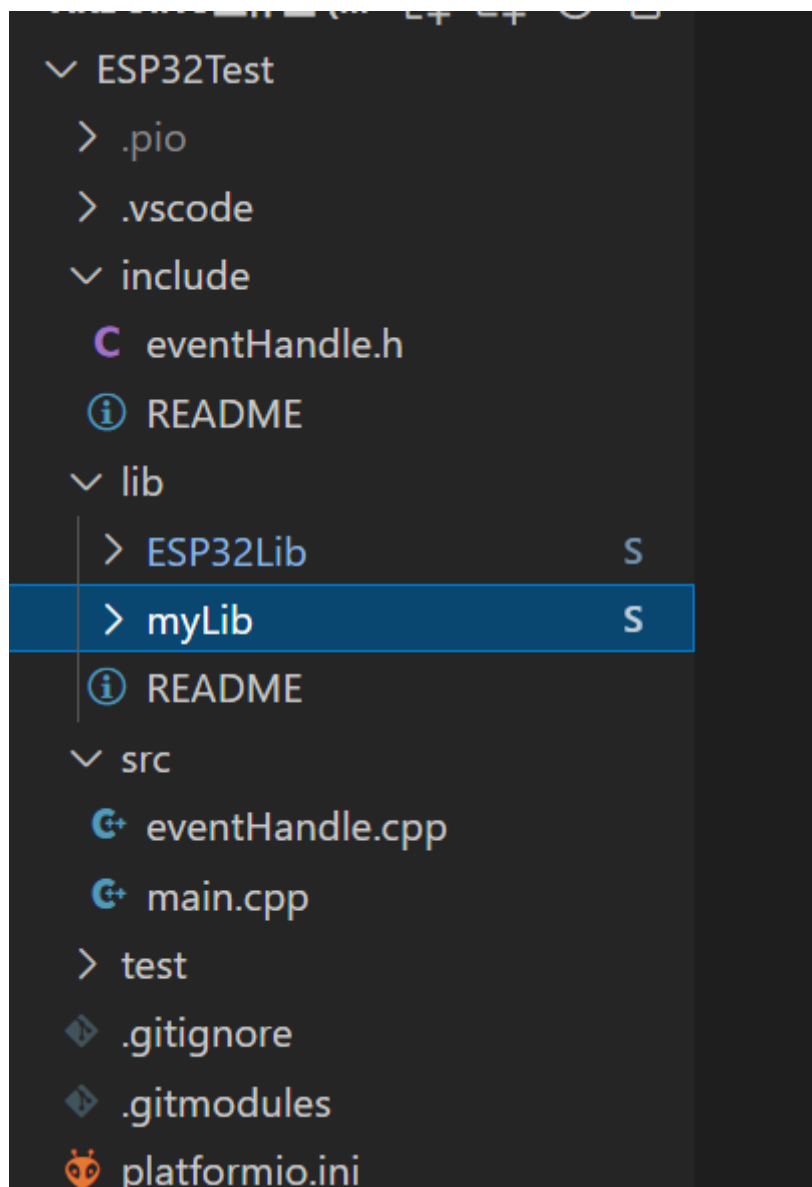 ESP32Test
.pio
.vscode
include
C eventHandle.h
README
lib
ESP32Lib S
myLib S
README
src
eventHandle.cpp
main.cpp
test
.gitignore
.gitmodules
platformio.ini